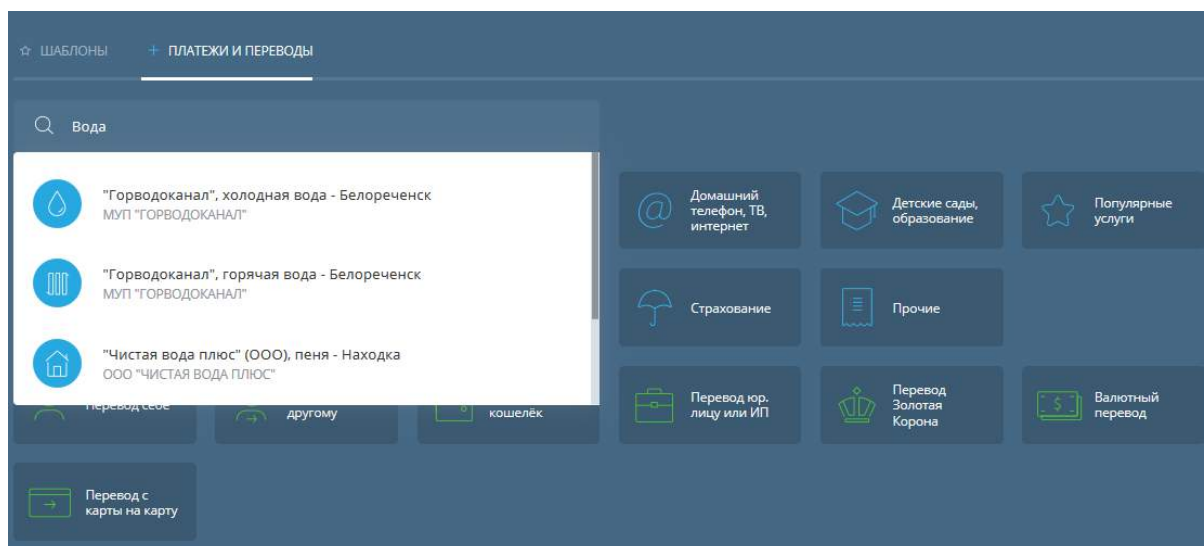 ШАБЛОНЫ
ПЛАТЕЖИ И ПЕРЕВОДЫ
Вода
"Горводоканал", холодная вода - Белореченск
МУП "ГОРВОДОКАНАЛ"
"Горводоканал", горячая вода - Белореченск
МУП "ГОРВОДОКАНАЛ"
"Чистая вода плюс" (ООО), пеня - Находка
ООО "ЧИСТАЯ ВОДА ПЛЮС"
Домашний
телефон, ТВ,
интернет
Детские сады,
образование
Популярные
услуги
Страхование
Прочие
Перевод себе
другому
кошелёк
Перевод юр.
лицу или ИП
Перевод
Золотая
Корона
Валютный
перевод
Перевод с
карты на карту